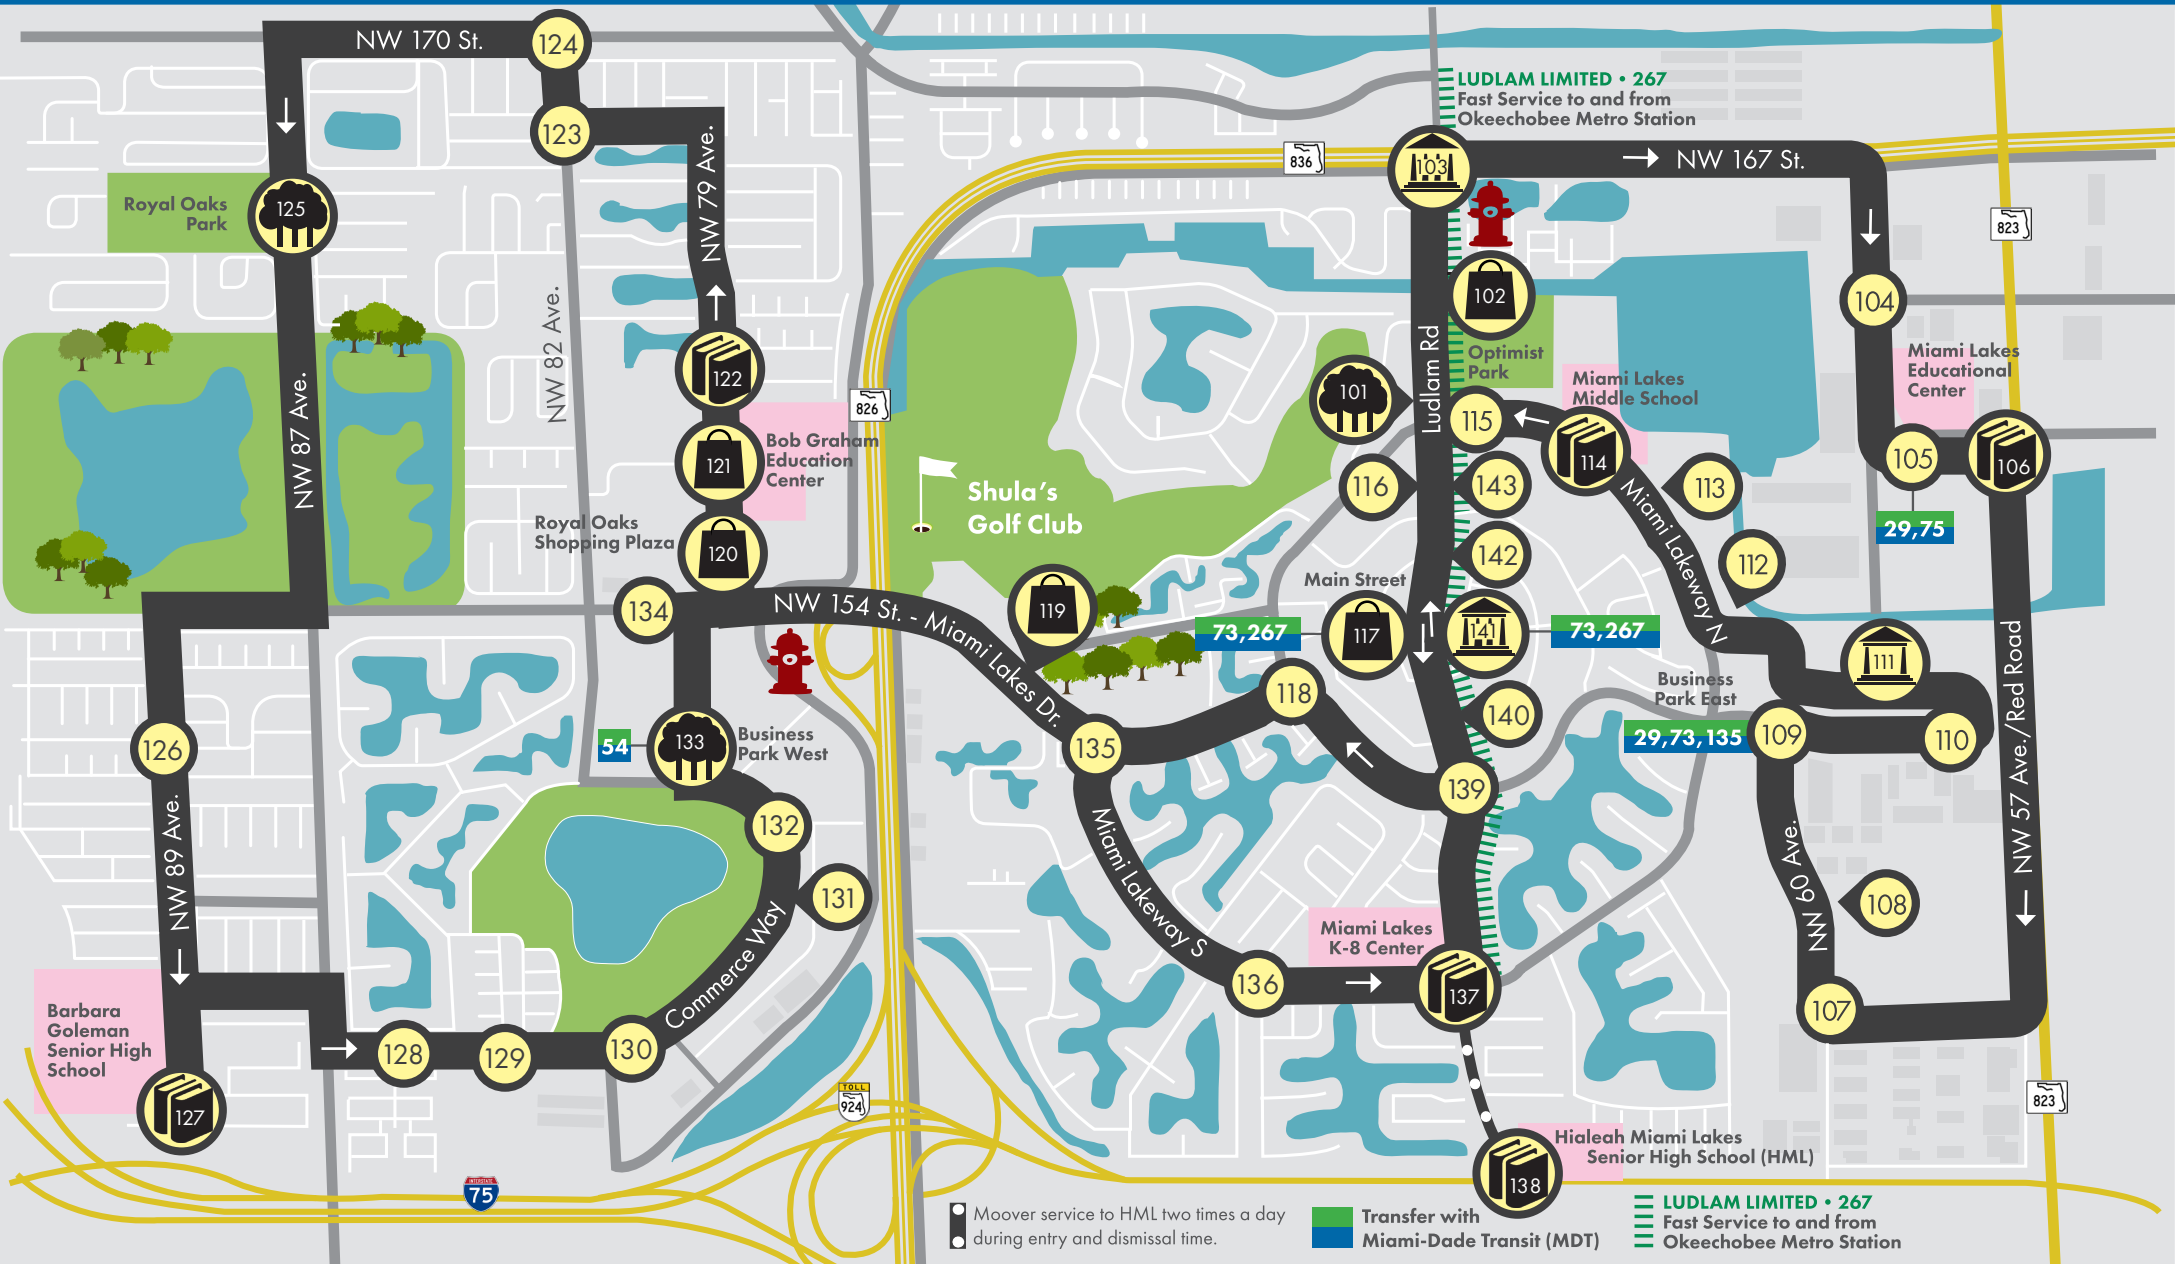 NW 170 St.
124
123
NW 79 Ave.
Royal Oaks
Park
125
NW 87 Ave.
NW 82 Ave.
122
121
Bob Graham
Education
Center
Royal Oaks
Shopping Plaza
120
134
826
836
LUDLAM LIMITED • 267
Fast Service to and from
Okeechobee Metro Station
103
NW 167 St.
823
102
Optimist
Park
Ludlam Rd
101
115
Miami Lakes
Middle School
114
104
Miami Lakes
Educational
Center
105
106
29,75
116
143
113
142
112
Miami Lakeway N
Shula's
Golf Club
119
NW 154 St. - Miami Lakes Dr.
Main Street
73,267
117
141
73,267
111
118
140
Business
Park East
29,73,135
109
110
NW 57 Ave./Red Road
126
NW 89 Ave.
54
133
Business
Park West
132
131
Commerce Way
135
139
Miami Lakeway S
NW 60 Ave.
108
107
Miami Lakes
K-8 Center
136
137
Barbara
Goleman
Senior High
School
127
128
129
130
TOLL
924
823
INTERSTATE
75
Hialeah Miami Lakes
Senior High School (HML)
138
Moover service to HML two times a day
during entry and dismissal time.
Transfer with
Miami-Dade Transit (MDT)
LUDLAM LIMITED • 267
Fast Service to and from
Okeechobee Metro Station